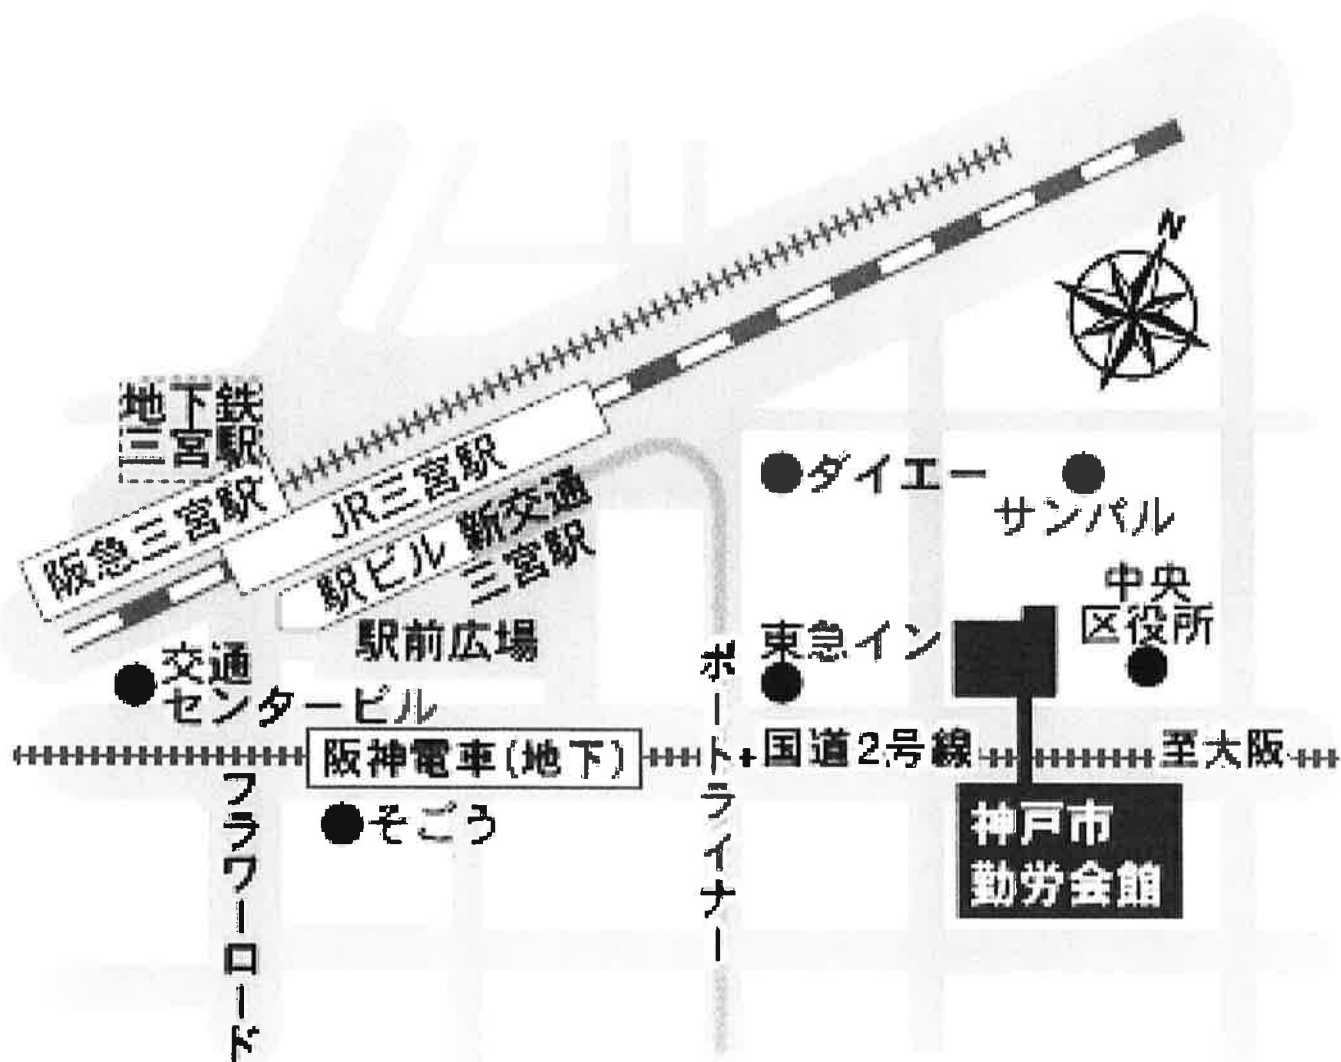 N
地下鉄
三宮駅
阪急三宮駅
JR三宮駅
駅ビル
新交通
三宮駅
駅前広場
ダイエー
サンパル
中央
区役所
東急イン
交通
センタービル
ポートライナー
阪神電車(地下)
国道2号線
至大阪
そごう
フラワーロード
神戸市
勤労会館